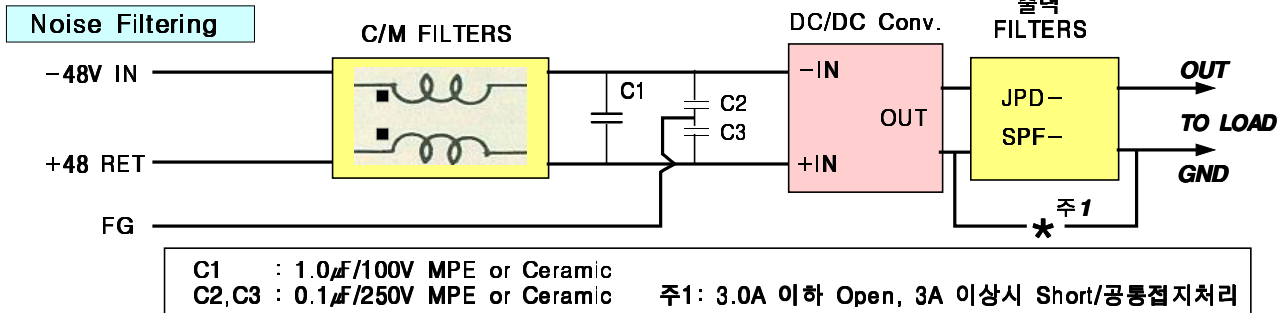 Noise Filtering
C/M FILTERS
DC/DC Conv.
출력
FILTERS
-48V IN
C1
C2
C3
-IN
OUT
+IN
JPD-
SPF-
OUT
TO LOAD
GND
+48 RET
FG
주1
*
C1 : 1.0㎌/100V MPE or Ceramic
C2,C3 : 0.1㎌/250V MPE or Ceramic 주1: 3.0A 이하 Open, 3A 이상시 Short/공통접지처리